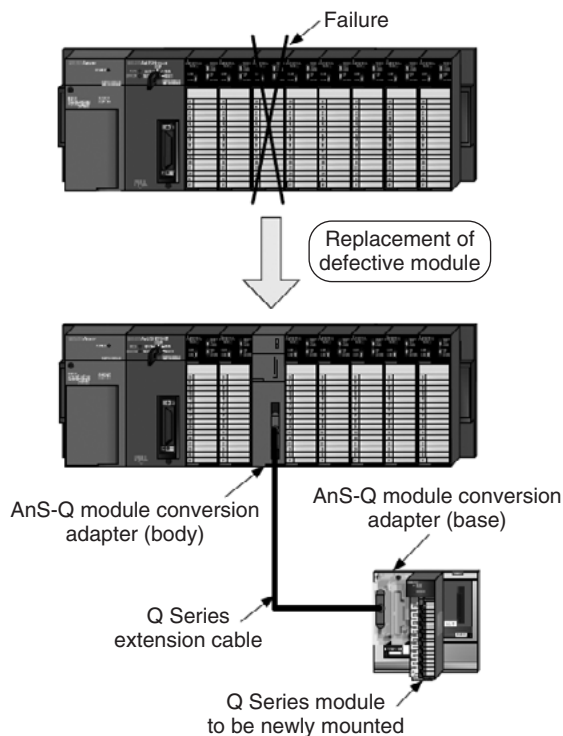 Failure
Replacement of
defective module
AnS-Q module conversion
adapter (body)
AnS-Q module conversion
adapter (base)
Q Series
extension cable
Q Series module
to be newly mounted